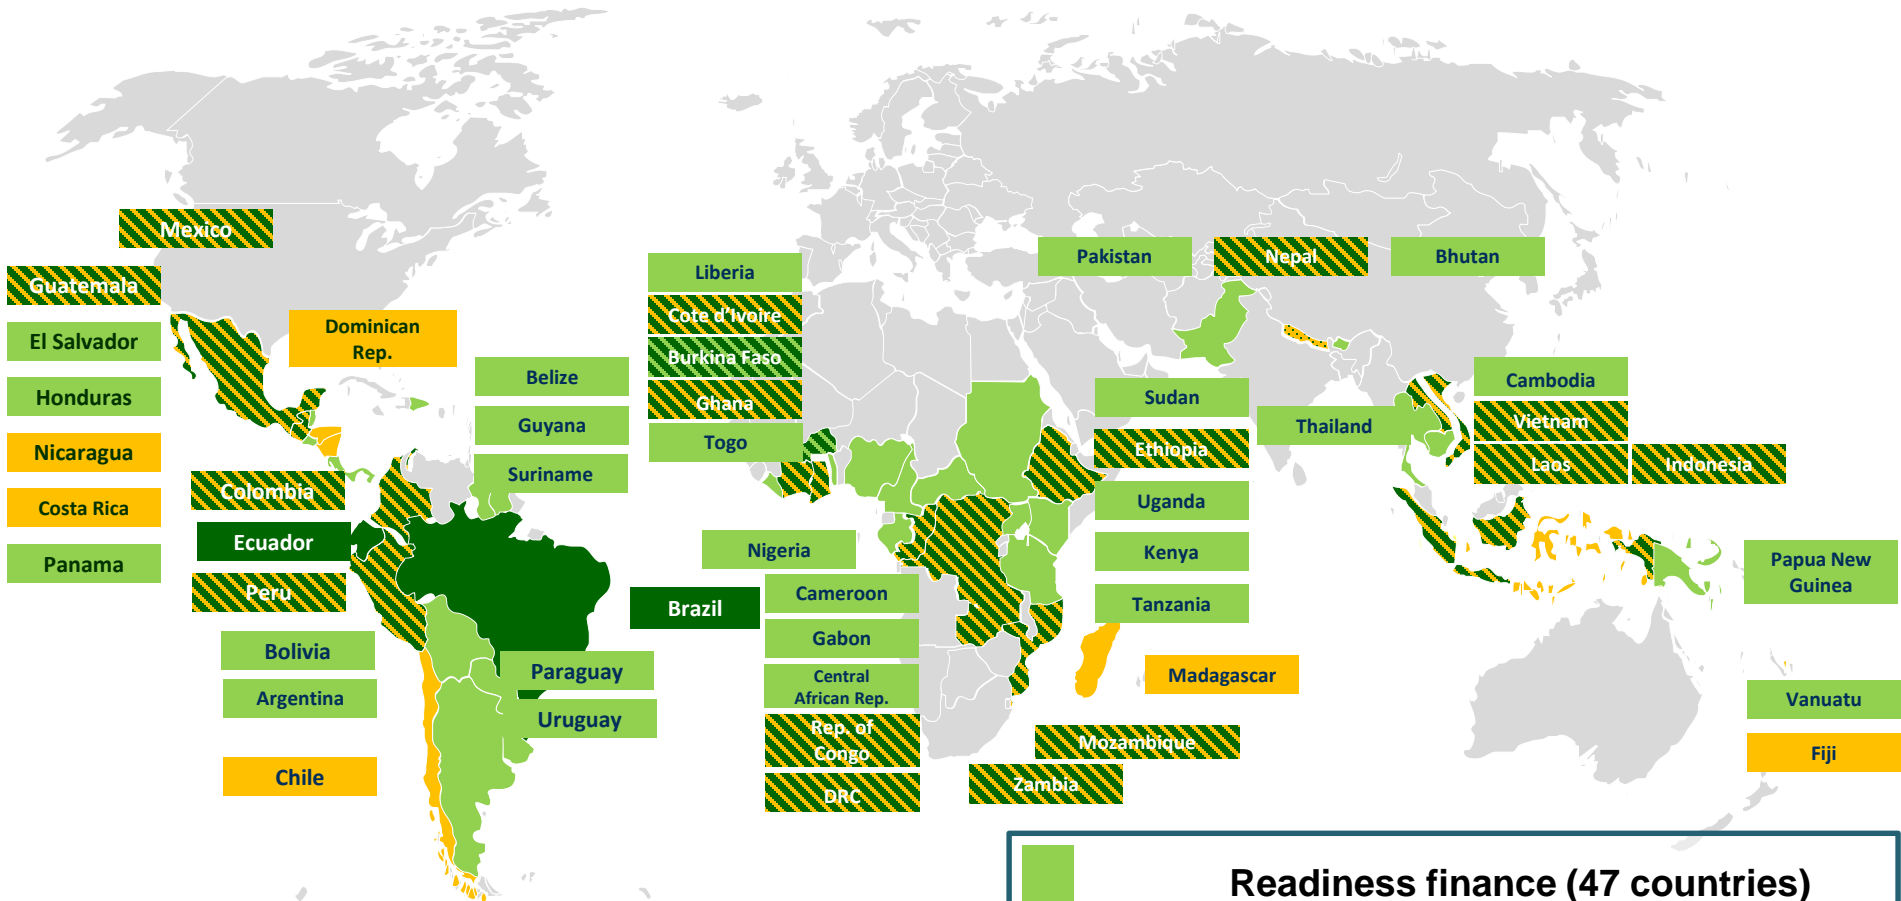 Mexico
Guatemala
El Salvador
Honduras
Nicaragua
Costa Rica
Panama
Dominican
Rep.
Colombia
Ecuador
Peru
Bolivia
Argentina
Chile
Belize
Guyana
Suriname
Paraguay
Uruguay
Brazil
Liberia
Cote d'Ivoire
Burkina Faso
Ghana
Togo
Nigeria
Cameroon
Gabon
Central
African Rep.
Rep. of
Congo
DRC
Sudan
Ethiopia
Uganda
Kenya
Tanzania
Madagascar
Mozambique
Zambia
Pakistan
Nepal
Bhutan
Thailand
Cambodia
Vietnam
Laos
Indonesia
Papua New
Guinea
Vanuatu
Fiji
Readiness finance (47 countries)